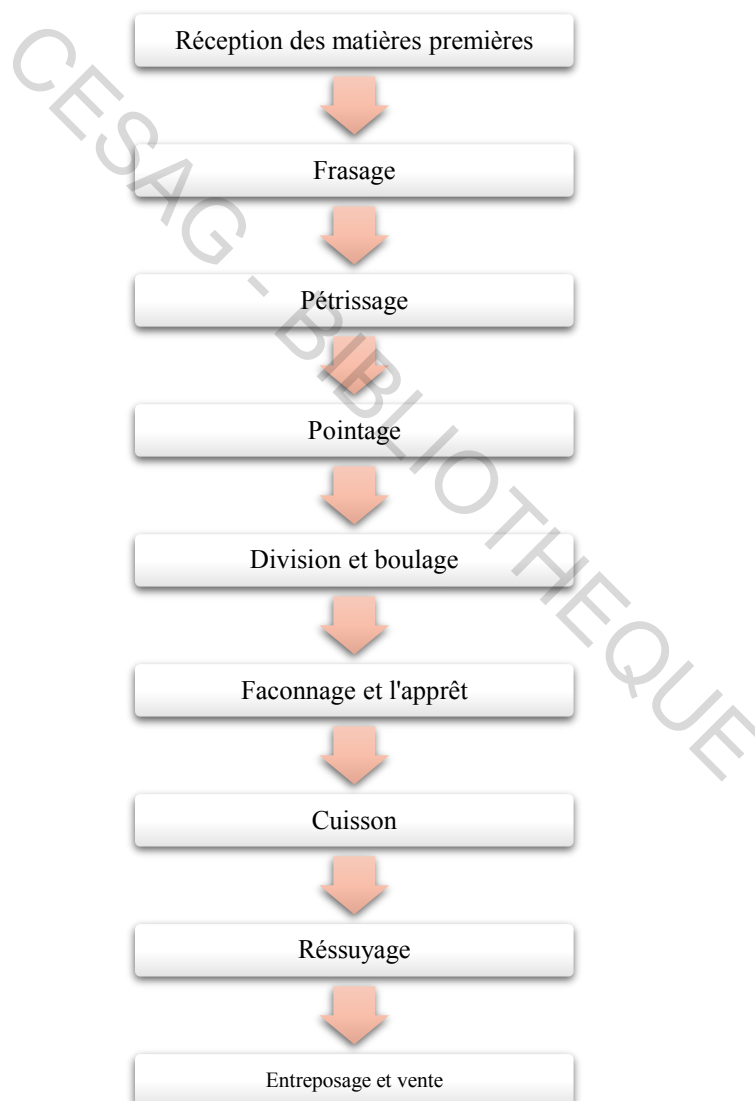 Réception des matières premières
Frasage
Pétrissage
Pointage
Division et boulage
Faconnage et l'apprêt
Cuisson
Réssuyage
Entreposage et vente
CESAG - BIBLIOTHEQUE